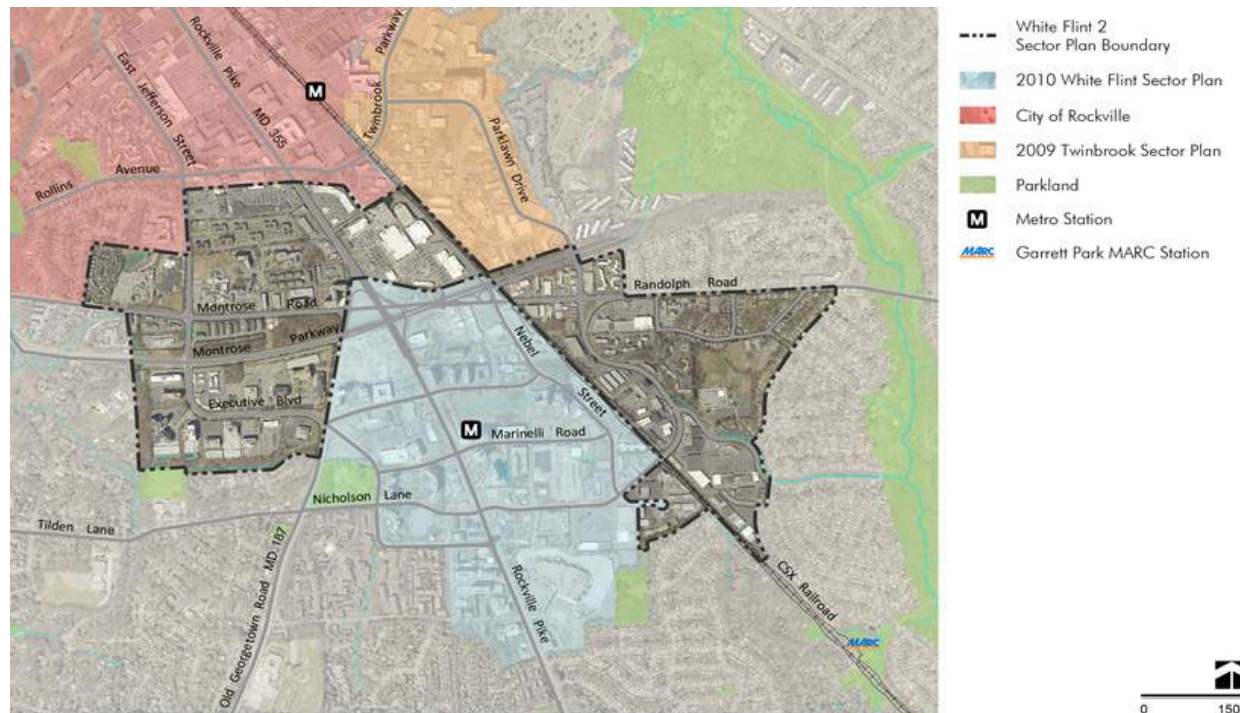 Rockville Pike MD. 355
East Jefferson Street
M
Twinbrook Parkway
Parklawn Drive
Rollins Avenue
Montrose Road
Randolph Road
Montrose Parkway
Nebel Street
Executive Blvd
M
Marinelli Road
Nicholson Lane
Tilden Lane
Old Georgetown Road MD. 187
Rockville Pike
CSX Railroad
MARC
White Flint 2
Sector Plan Boundary
2010 White Flint Sector Plan
City of Rockville
2009 Twinbrook Sector Plan
Parkland
M
Metro Station
MARC
Garrett Park MARC Station
0
150